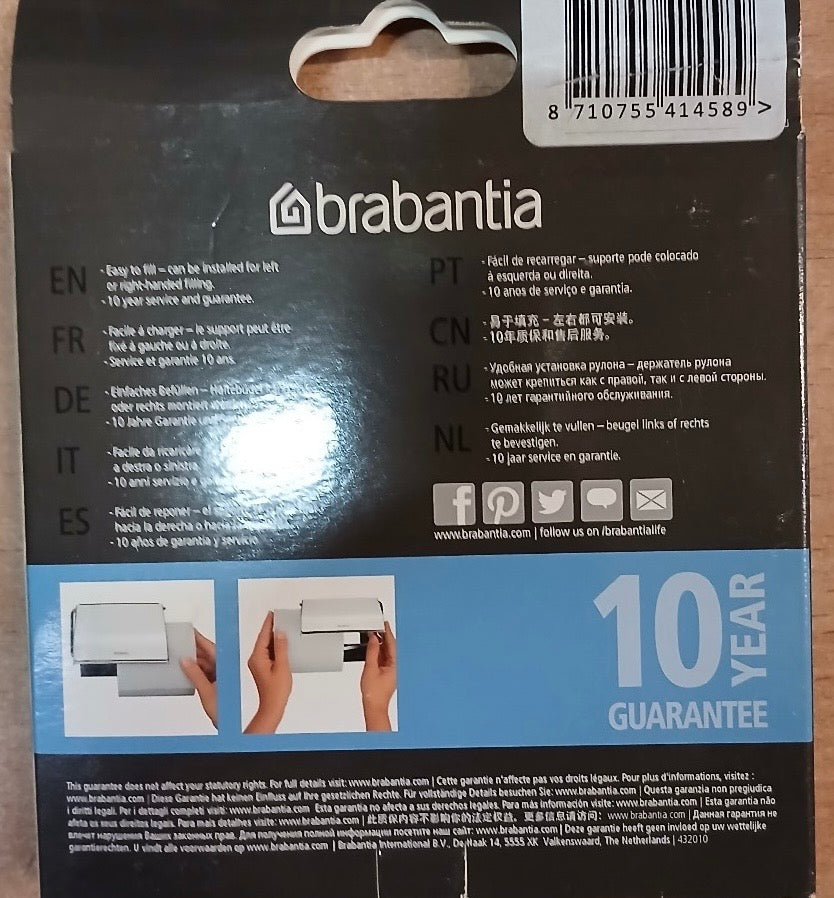 8 710755 414589 >
brabantia
EN
- Easy to fill – can be installed for left
or right-handed filling.
- 10 year service and guarantee.
FR
- Facile à charger – le support peut être
fixé à gauche ou à droite.
- Service et garantie 10 ans.
DE
- Einfaches Befüllen –
oder rechts montiert
- 10 Jahre Garantie
IT
- Facile da ricaricare
a destra o sinistra
- 10 anni servizio e
ES
- Fácil de reponer – el
hacia la derecha o
- 10 años de garantía y servicio.
PT
- Fácil de recarregar – suporte pode colocado
à esquerda ou direita.
- 10 anos de serviço e garantia.
CN
- 易于填充 – 左右都可安装。
- 10年质保和售后服务。
RU
- Удобная установка рулона – держатель рулона
может крепиться как с правой, так и с левой стороны.
- 10 лет гарантийного обслуживания.
NL
- Gemakkelijk te vullen – beugel links of rechts
te bevestigen.
- 10 jaar service en garantie.
www.brabantia.com | follow us on /brabantialife
10 YEAR
GUARANTEE
This guarantee does not affect your statutory rights. For full details visit: www.brabantia.com | Cette garantie n'affecte pas vos droits légaux. Pour plus d'informations, visitez :
www.brabantia.com | Diese Garantie hat keinen Einfluss auf Ihre gesetzlichen Rechte. Für vollständige Details besuchen Sie: www.brabantia.com | Questa garanzia non pregiudica
i diritti legali. Per i dettagli completi visiti: www.brabantia.com Esta garantía no afecta a sus derechos legales. Para más información visite: www.brabantia.com | Esta garantia não
afeta os seus direitos legais. Para mais detalhes visite: www.brabantia.com | 此质保内容不影响你的法定权益。更多信息请访问: www.brabantia.com | Данная гарантия не
влечет нарушения Ваших законных прав. Для получения полной информации посетите наш сайт: www.brabantia.com | Deze garantie heeft geen invloed op uw wettelijke
garantierechten. U vindt alle voorwaarden op www.brabantia.com | Brabantia International B.V., De Haak 14, 5555 XK Valkenswaard, The Netherlands | 432010